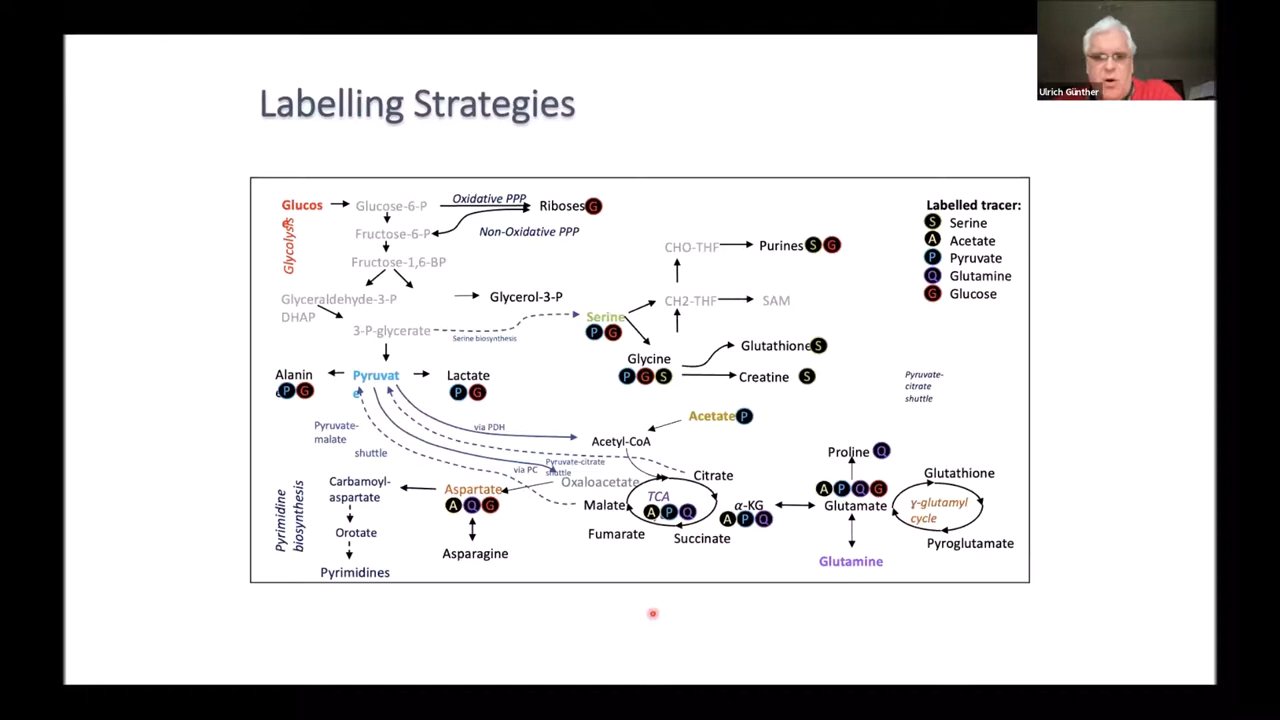 Ulrich Günther
Labelling Strategies
Glucos
e
Glycolysis
Glucose-6-P
Oxidative PPP
Riboses G
Fructose-6-P
Non-Oxidative PPP
Fructose-1,6-BP
Glyceraldehyde-3-P
DHAP
Glycerol-3-P
3-P-glycerate
Serine biosynthesis
Serine
P G
CHO-THF
Purines S G
CH2-THF
SAM
Glycine
P G S
Glutathione S
Creatine S
Labelled tracer:
S Serine
A Acetate
P Pyruvate
Q Glutamine
G Glucose
Pyruvate-
citrate
shuttle
Alanin
e P G
Pyruvat
e
Lactate
P G
Acetate P
via PDH
Acetyl-CoA
Pyruvate-
malate
shuttle
via PC
Pyruvate-citrate
shuttle
Oxaloacetate
Citrate
Malate
TCA
A P Q
Fumarate
Succinate
α-KG
A P Q
Proline Q
A P Q G
Glutamate
Glutamine
Glutathione
γ-glutamyl
cycle
Pyroglutamate
Pyrimidine
biosynthesis
Carbamoyl-
aspartate
Orotate
Pyrimidines
Aspartate
A Q G
Asparagine